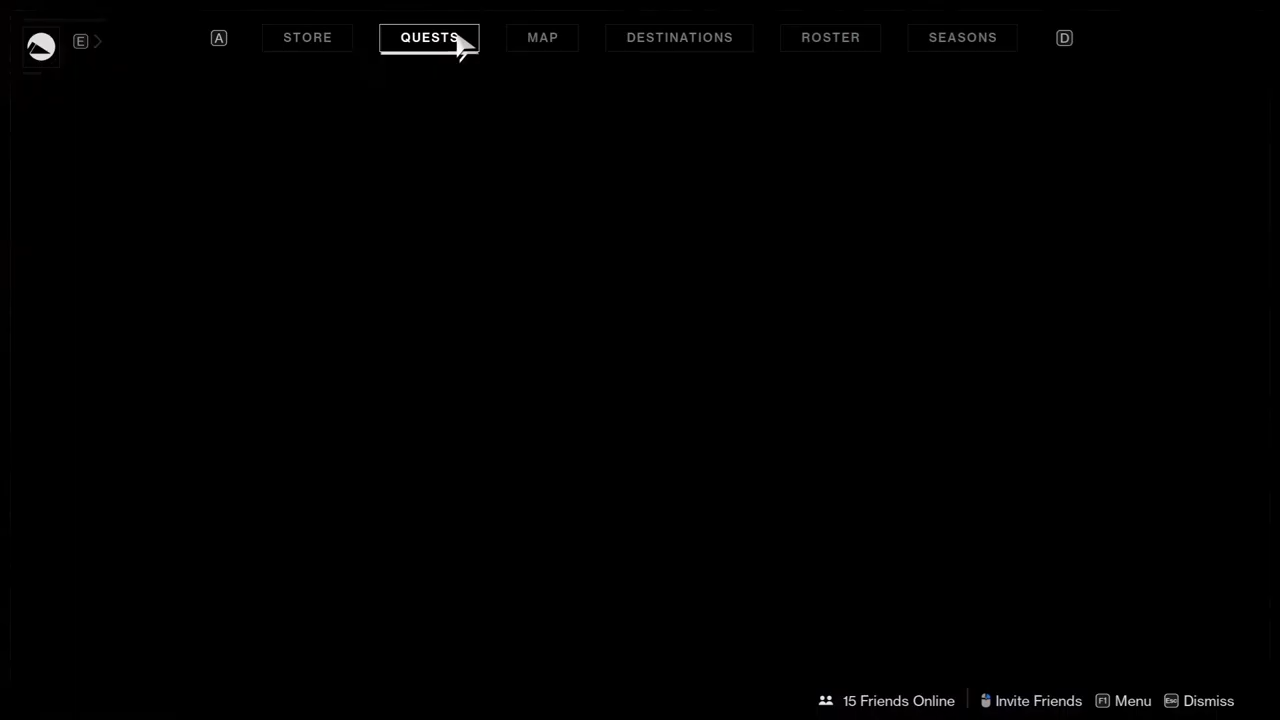 E
A
STORE
QUESTS
MAP
DESTINATIONS
ROSTER
SEASONS
D
15 Friends Online
Invite Friends
F1 Menu
Esc Dismiss